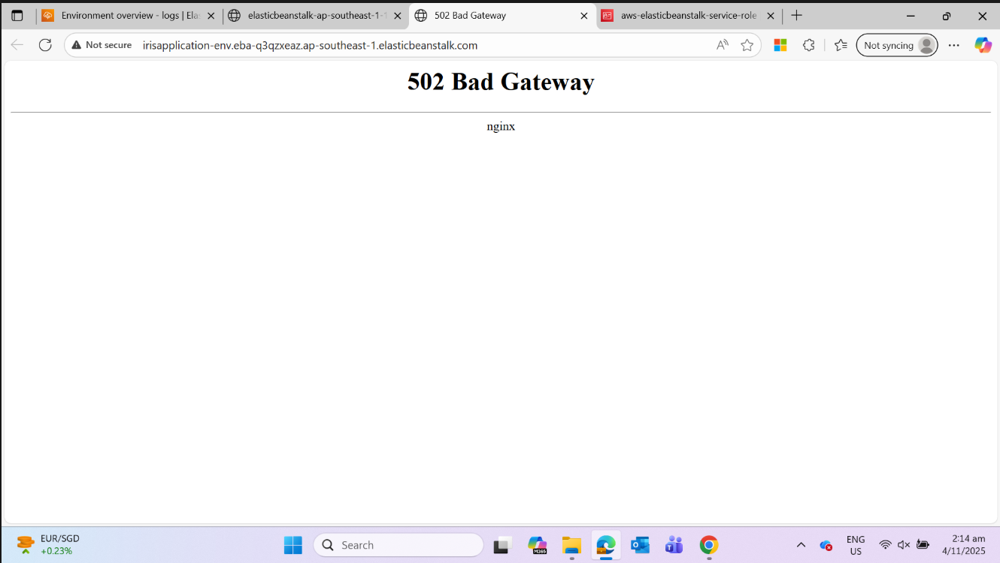 Environment overview - logs | Ela
elasticbeanstalk-ap-southeast-1-1
502 Bad Gateway
aws-elasticbeanstalk-service-role
Not secure
irisapplication-env.eba-q3qzxeaz.ap-southeast-1.elasticbeanstalk.com
Not syncing
502 Bad Gateway
nginx
EUR/SGD
+0.23%
Search
M365
ENG
US
2:14 am
4/11/2025